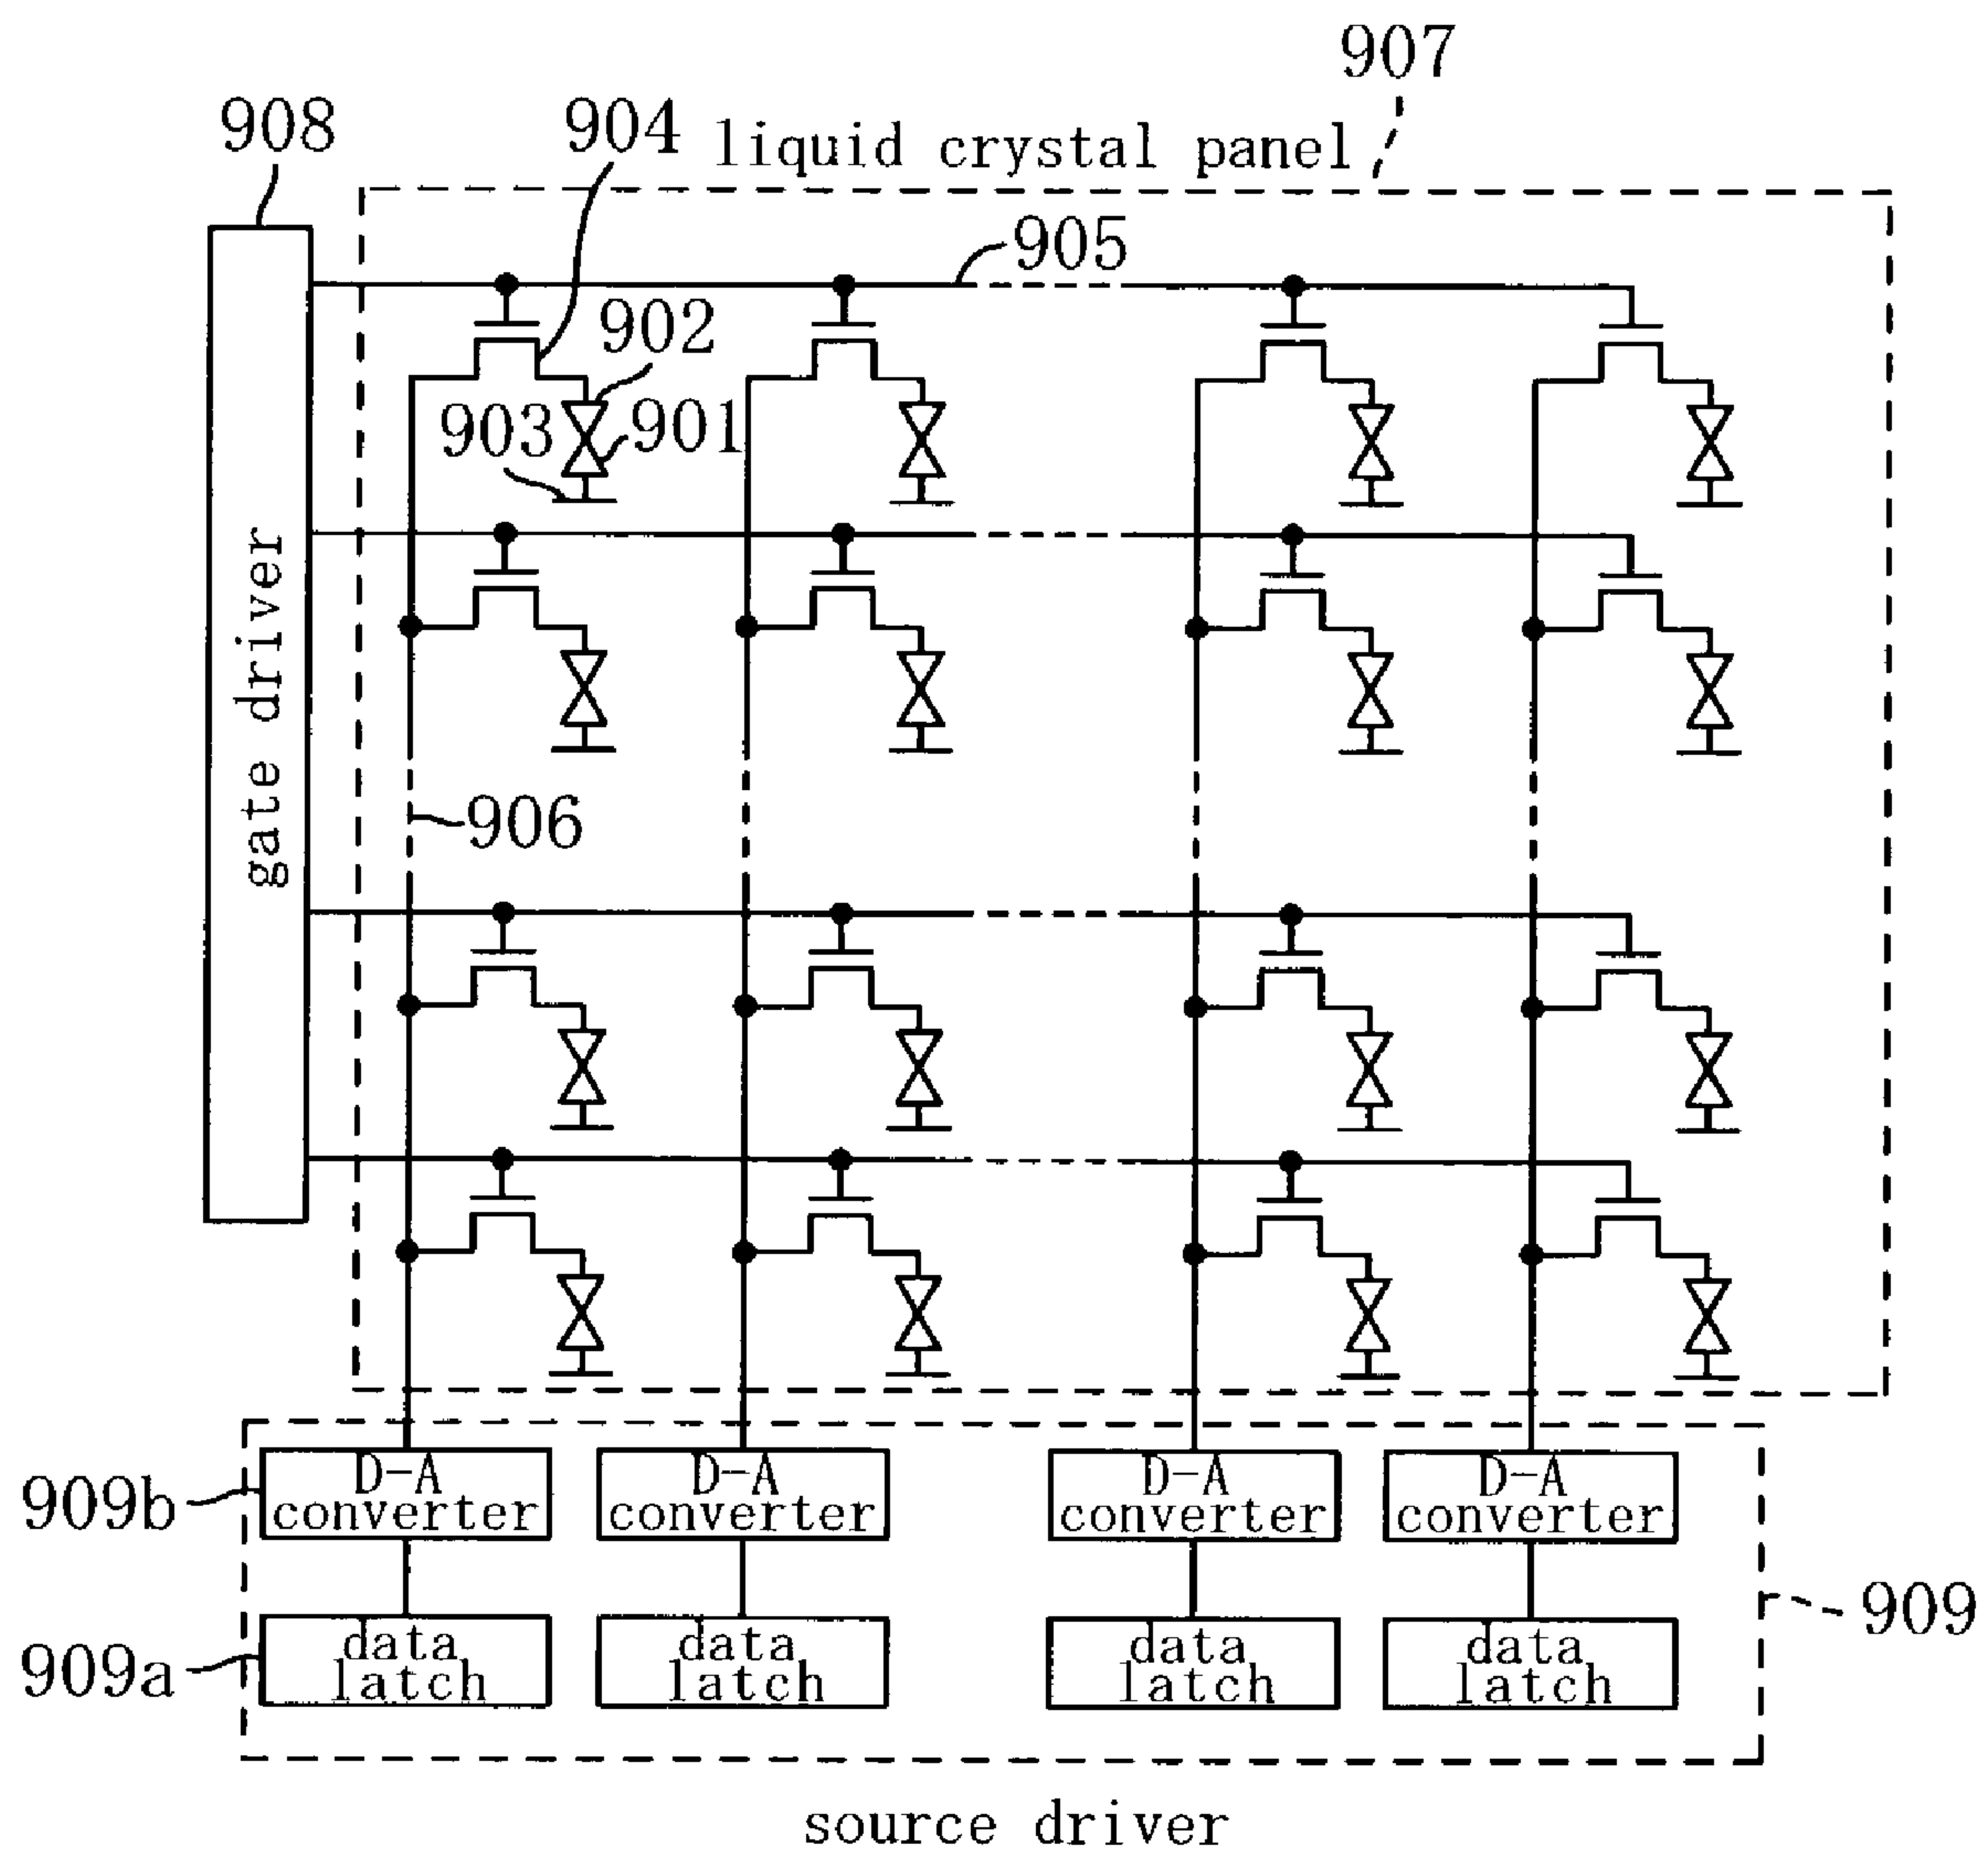 907
908
904
liquid crystal panel
905
902
903
901
gate driver
906
D-A
converter
D-A
converter
D-A
converter
D-A
converter
909b
data
latch
data
latch
data
latch
data
latch
909a
909
source driver